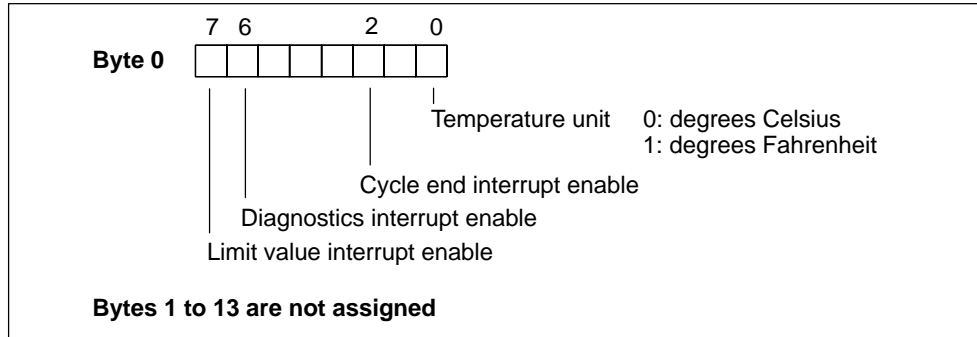 7 6 2 0
Byte 0
Temperature unit 0: degrees Celsius
1: degrees Fahrenheit
Cycle end interrupt enable
Diagnostics interrupt enable
Limit value interrupt enable
Bytes 1 to 13 are not assigned